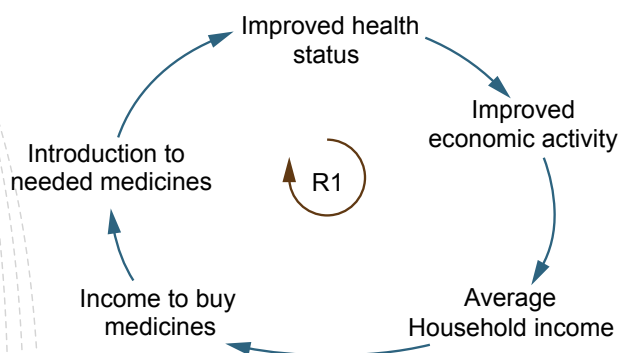 Improved health
status
Improved
economic activity
Introduction to
needed medicines
R1
Income to buy
medicines
Average
Household income